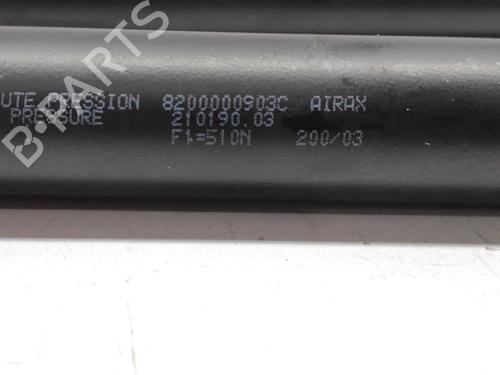 UTE PRESSION 8200000903C AIRAX
PRESSURE 210190.03
F1=510N 200/03
B-PARTS